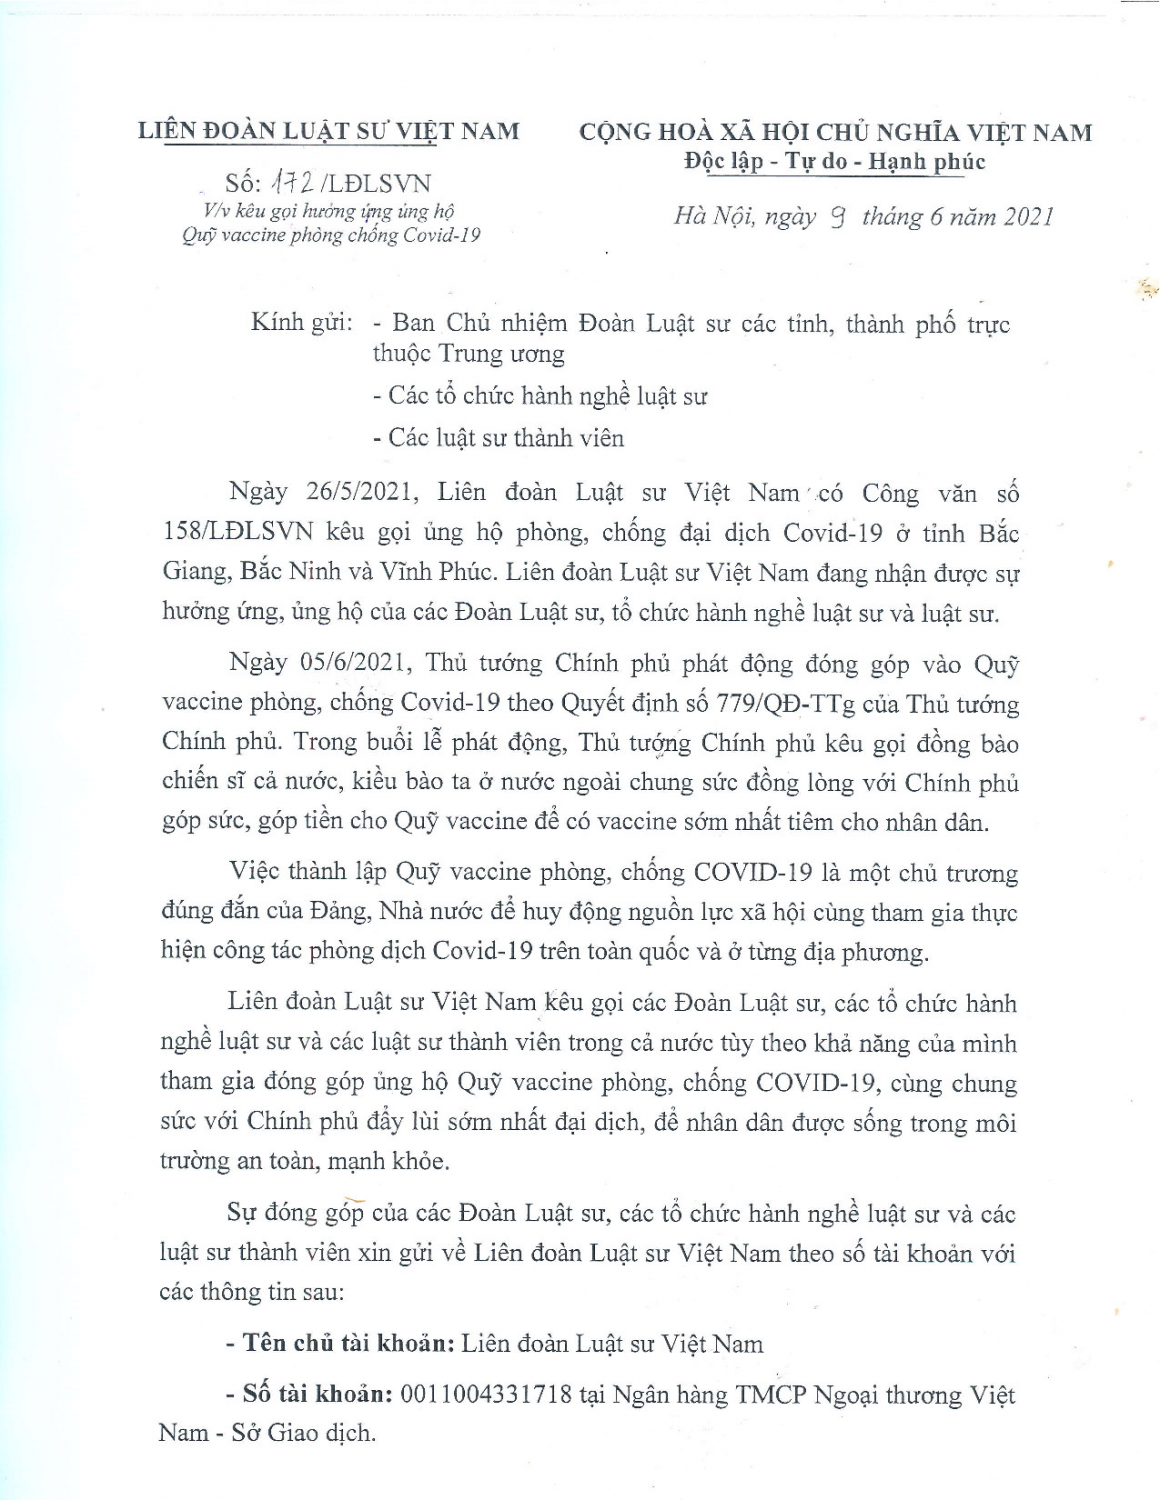 LIÊN ĐOÀN LUẬT SƯ VIỆT NAM
Số: 172/LĐLSVN
V/v kêu gọi hưởng ứng ủng hộ
Quỹ vaccine phòng chống Covid-19
CỘNG HOÀ XÃ HỘI CHỦ NGHĨA VIỆT NAM
Độc lập - Tự do - Hạnh phúc
Hà Nội, ngày 9 tháng 6 năm 2021
Kính gửi: - Ban Chủ nhiệm Đoàn Luật sư các tỉnh, thành phố trực
thuộc Trung ương
- Các tổ chức hành nghề luật sư
- Các luật sư thành viên
Ngày 26/5/2021, Liên đoàn Luật sư Việt Nam có Công văn số
158/LĐLSVN kêu gọi ủng hộ phòng, chống đại dịch Covid-19 ở tỉnh Bắc
Giang, Bắc Ninh và Vĩnh Phúc. Liên đoàn Luật sư Việt Nam đang nhận được sự
hưởng ứng, ủng hộ của các Đoàn Luật sư, tổ chức hành nghề luật sư và luật sư.
Ngày 05/6/2021, Thủ tướng Chính phủ phát động đóng góp vào Quỹ
vaccine phòng, chống Covid-19 theo Quyết định số 779/QĐ-TTg của Thủ tướng
Chính phủ. Trong buổi lễ phát động, Thủ tướng Chính phủ kêu gọi đồng bào
chiến sĩ cả nước, kiều bào ta ở nước ngoài chung sức đồng lòng với Chính phủ
góp sức, góp tiền cho Quỹ vaccine để có vaccine sớm nhất tiêm cho nhân dân.
Việc thành lập Quỹ vaccine phòng, chống COVID-19 là một chủ trương
đúng đắn của Đảng, Nhà nước để huy động nguồn lực xã hội cùng tham gia thực
hiện công tác phòng dịch Covid-19 trên toàn quốc và ở từng địa phương.
Liên đoàn Luật sư Việt Nam kêu gọi các Đoàn Luật sư, các tổ chức hành
nghề luật sư và các luật sư thành viên trong cả nước tùy theo khả năng của mình
tham gia đóng góp ủng hộ Quỹ vaccine phòng, chống COVID-19, cùng chung
sức với Chính phủ đẩy lùi sớm nhất đại dịch, để nhân dân được sống trong môi
trường an toàn, mạnh khỏe.
Sự đóng góp của các Đoàn Luật sư, các tổ chức hành nghề luật sư và các
luật sư thành viên xin gửi về Liên đoàn Luật sư Việt Nam theo số tài khoản với
các thông tin sau:
- Tên chủ tài khoản: Liên đoàn Luật sư Việt Nam
- Số tài khoản: 0011004331718 tại Ngân hàng TMCP Ngoại thương Việt
Nam - Sở Giao dịch.